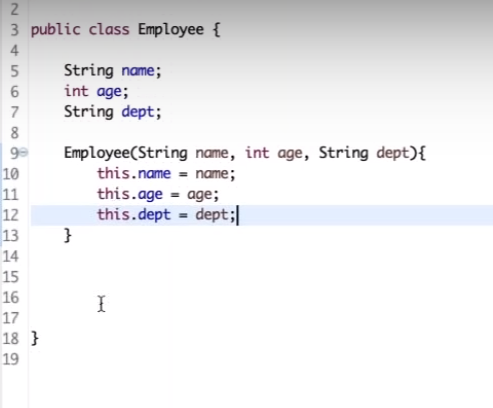 2
3 public class Employee {
4
5 String name;
6 int age;
7 String dept;
8
9 Employee(String name, int age, String dept){
10 this.name = name;
11 this.age = age;
12 this.dept = dept;
13 }
14
15
16
17
18 }
19